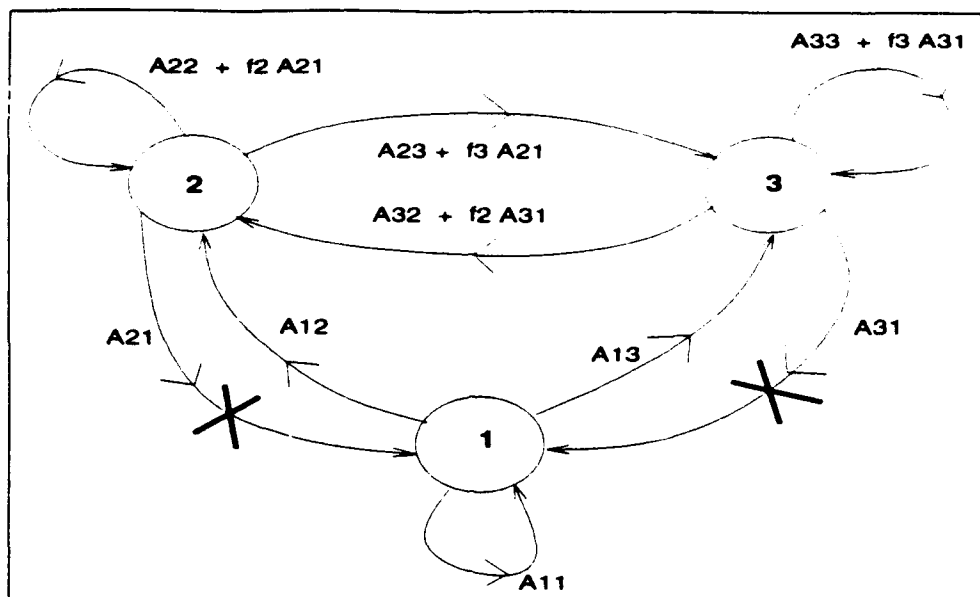 A33 + f3 A31
A22 + f2 A21
A23 + f3 A21
2
3
A32 + f2 A31
A21
A12
A13
A31
1
A11